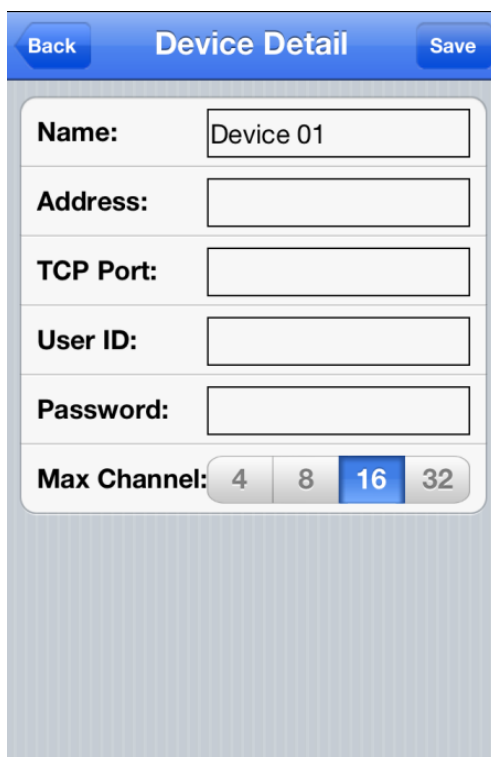 Back Device Detail Save
Name: Device 01
Address:
TCP Port:
User ID:
Password:
Max Channel: 4 8 16 32